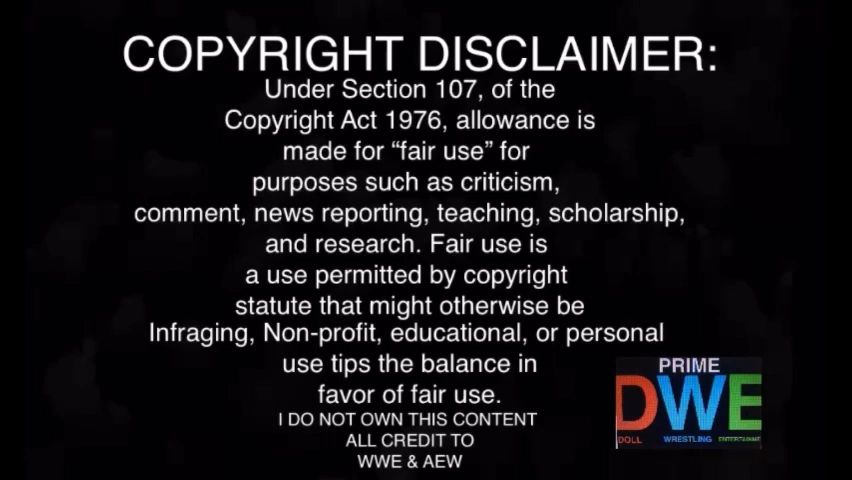 COPYRIGHT DISCLAIMER:
Under Section 107, of the
Copyright Act 1976, allowance is
made for “fair use” for
purposes such as criticism,
comment, news reporting, teaching, scholarship,
and research. Fair use is
a use permitted by copyright
statute that might otherwise be
Infraging, Non-profit, educational, or personal
use tips the balance in
favor of fair use.
I DO NOT OWN THIS CONTENT
ALL CREDIT TO
WWE & AEW
PRIME
DWE
DOLL WRESTLING